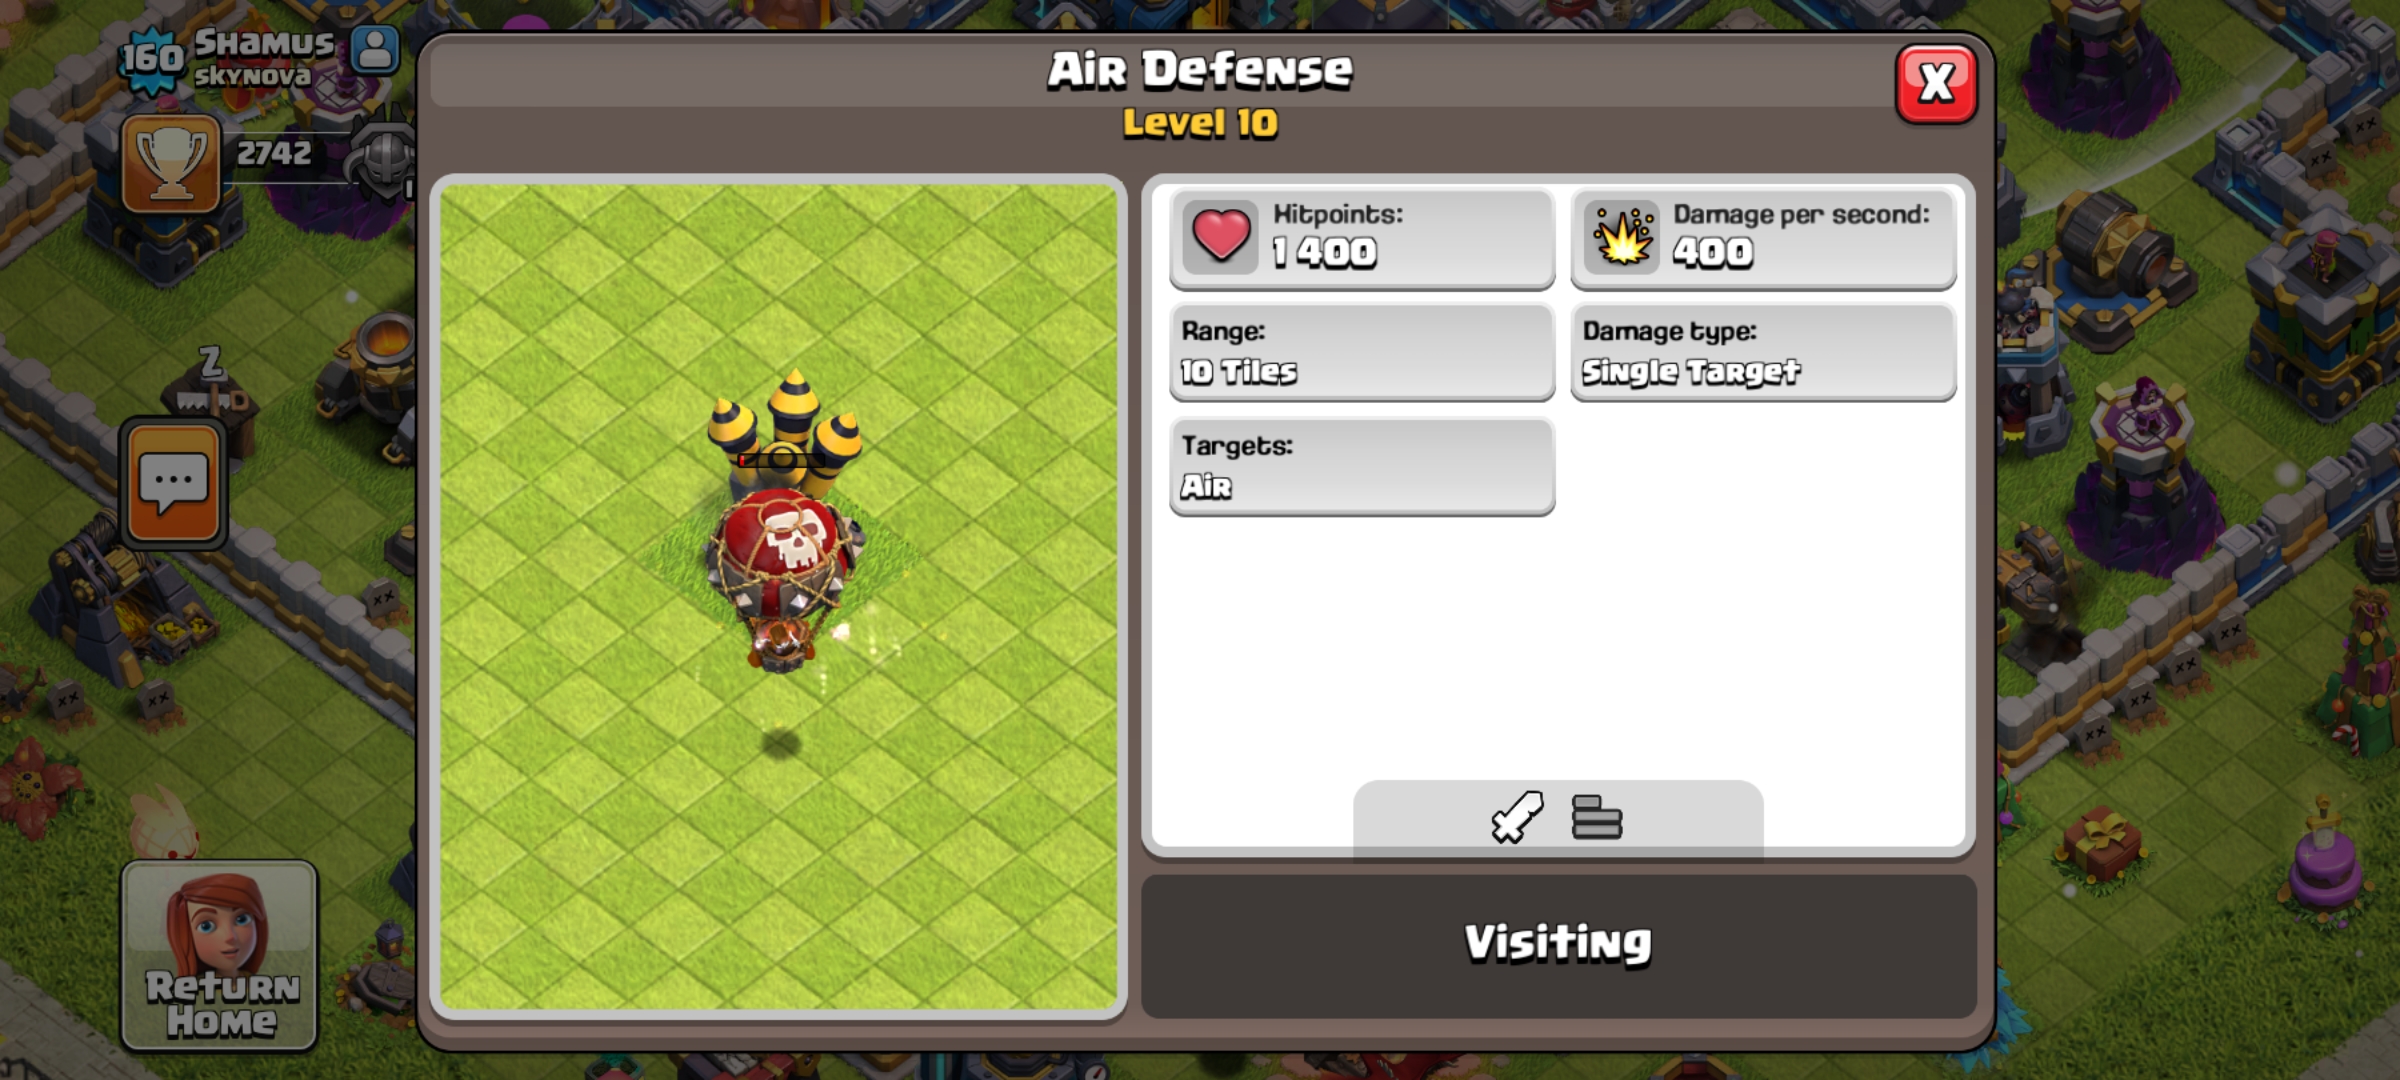 160
Shamus
skynova
2742
Z
Return
Home
Air Defense
Level 10
Hitpoints:
1 400
Damage per second:
400
Range:
10 Tiles
Damage type:
Single Target
Targets:
Air
Visiting
X